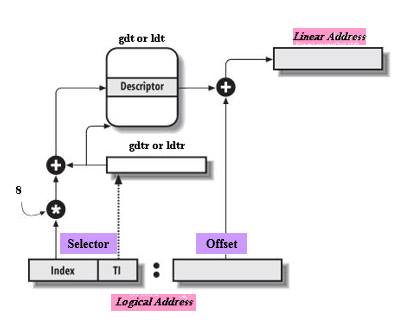 gdt or ldt
Linear Address
Descriptor
+
gdtr or ldtr
+
8
*
Selector
Offset
Index
TI
:
Logical Address